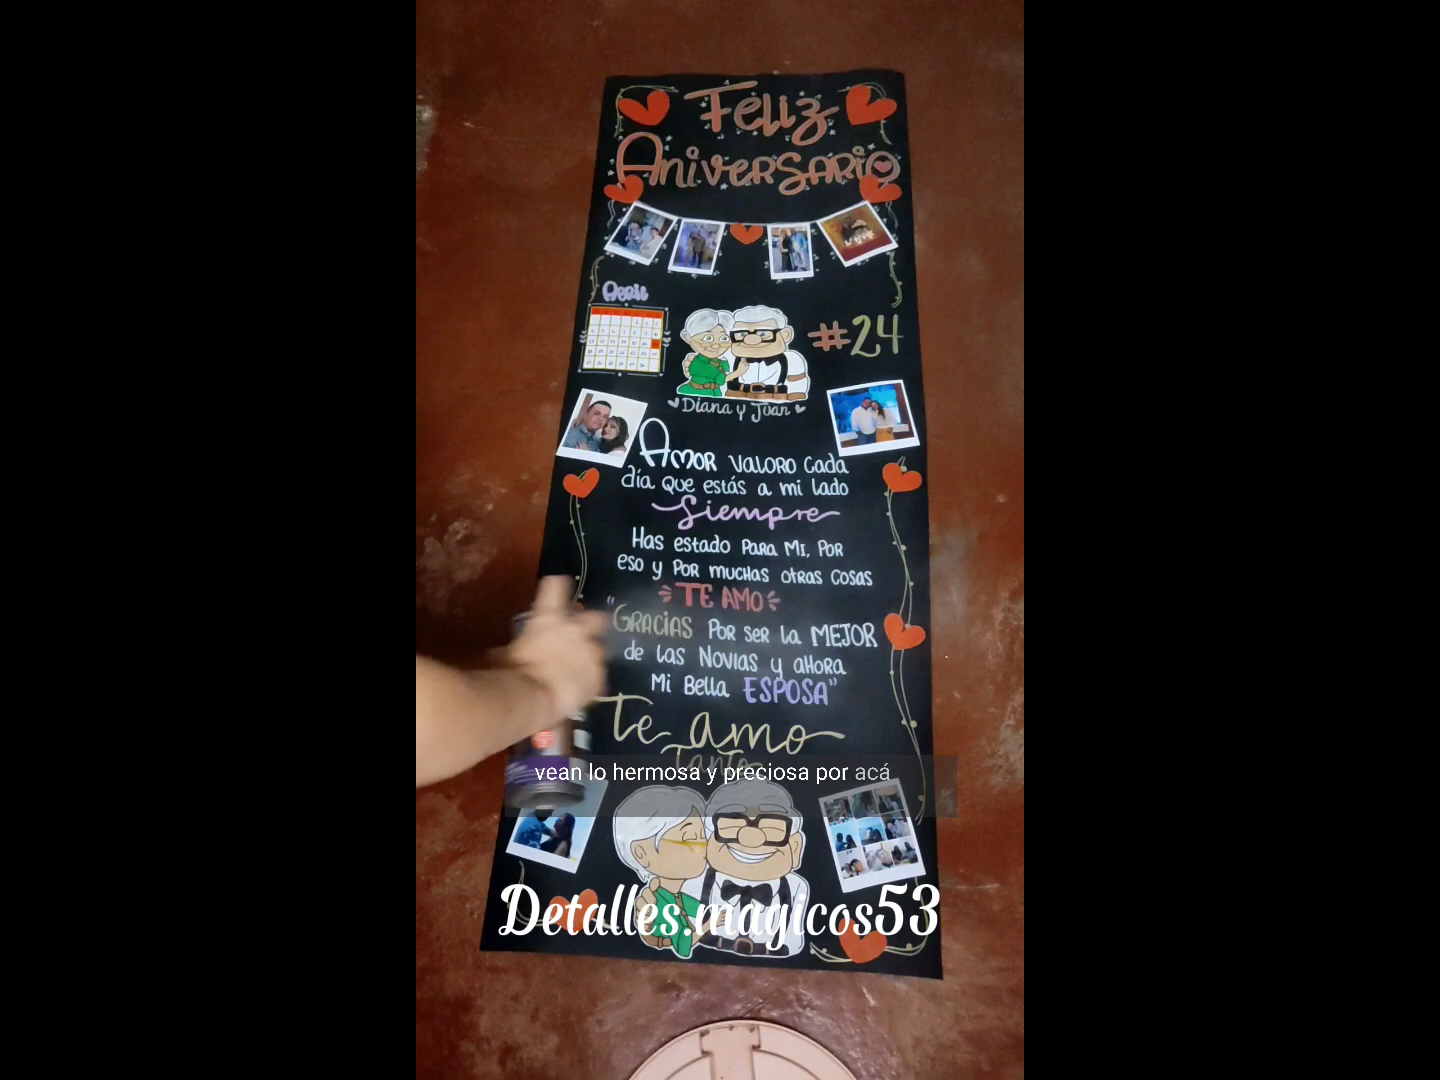 Feliz
Aniversario
Abril
#24
Diana y Juan
Amor valoro cada
día que estás a mi lado
Siempre
Has estado para mi, por
eso y por muchas otras cosas
TE AMO
"Gracias por ser la MEJOR
de las Novias y ahora
Mi Bella ESPOSA"
Te amo
Tanto
vean lo hermosa y preciosa por acá
Detalles.magicos53